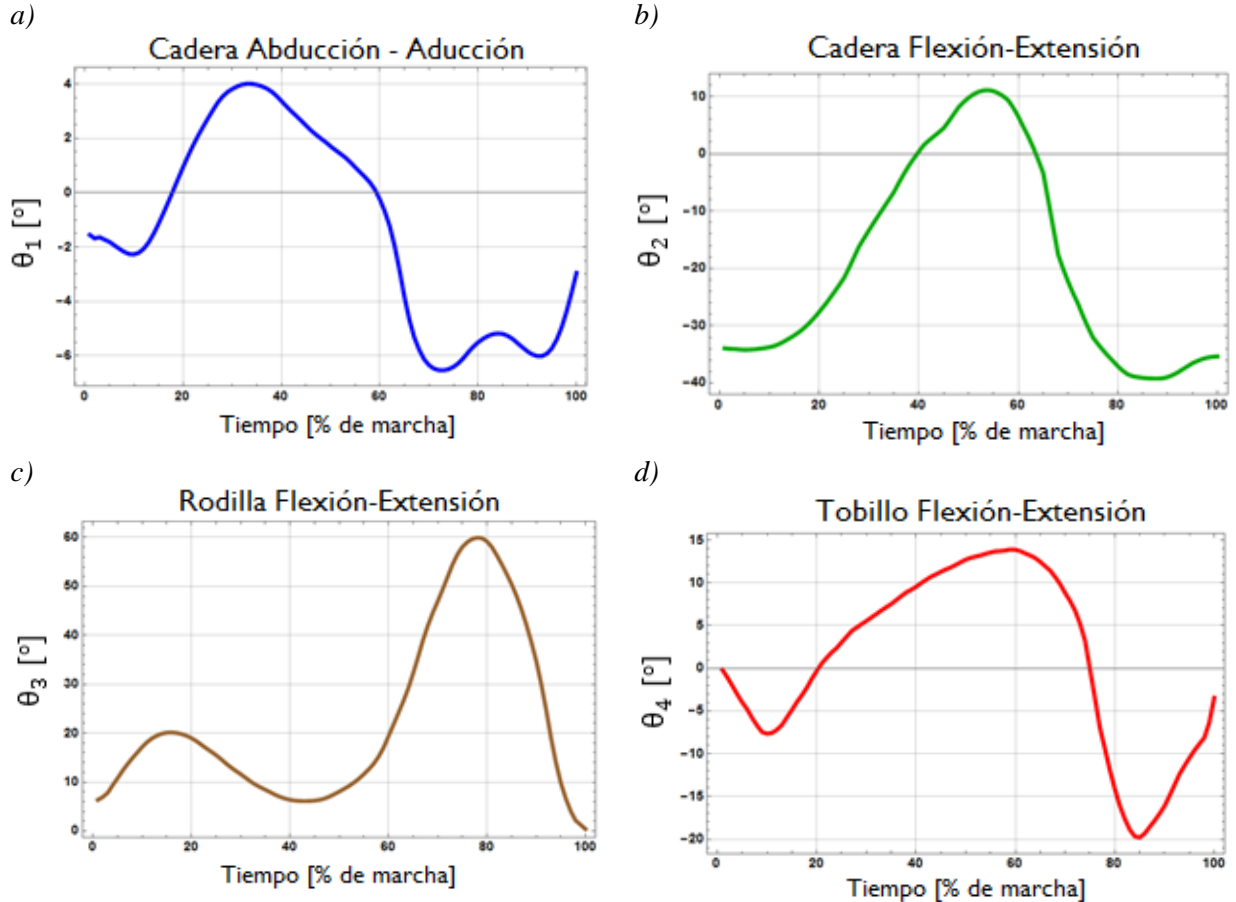 a)
Cadera Abducción - Aducción
θ1 [°]
4
2
0
-2
-4
-6
0 20 40 60 80 100
Tiempo [% de marcha]
b)
Cadera Flexión-Extensión
θ2 [°]
10
0
-10
-20
-30
-40
0 20 40 60 80 100
Tiempo [% de marcha]
c)
Rodilla Flexión-Extensión
θ3 [°]
60
50
40
30
20
10
0
0 20 40 60 80 100
Tiempo [% de marcha]
d)
Tobillo Flexión-Extensión
θ4 [°]
15
10
5
0
-5
-10
-15
-20
0 20 40 60 80 100
Tiempo [% de marcha]